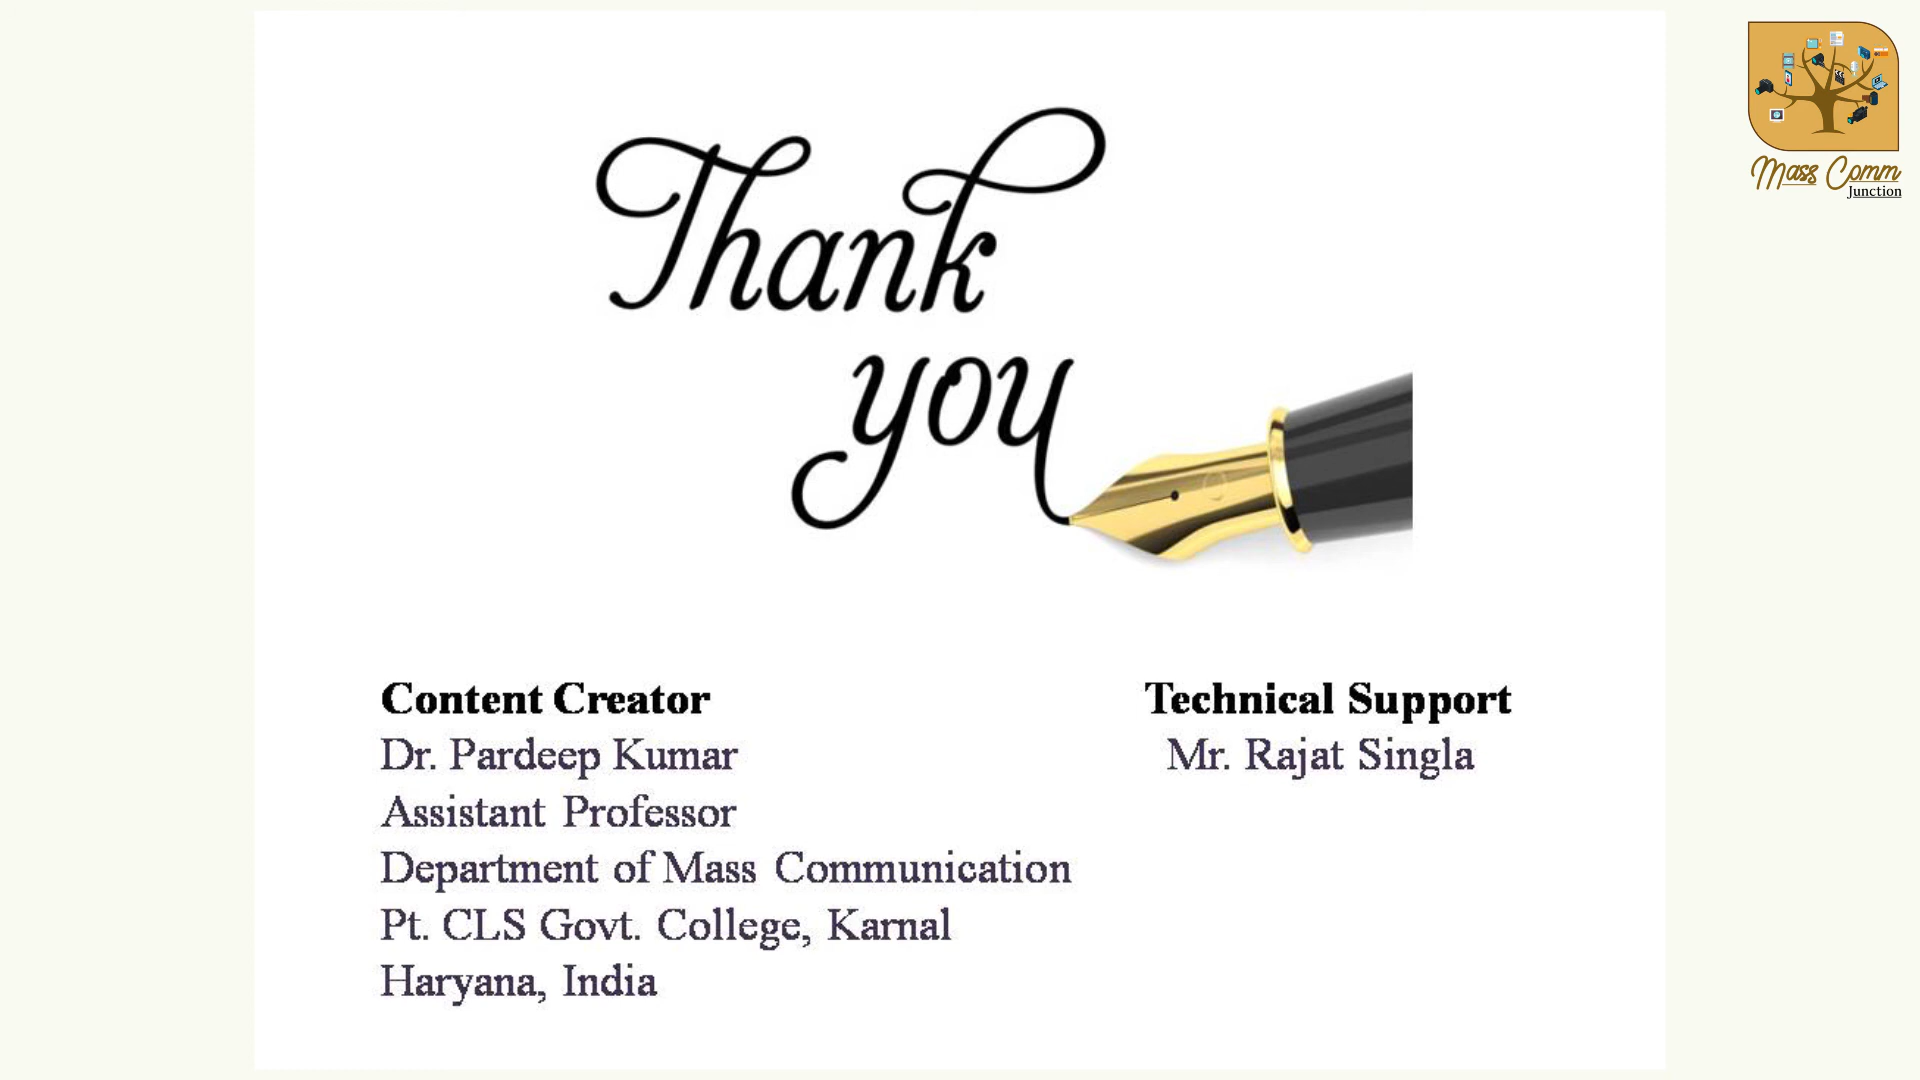 Thank
you
Mass Comm
Junction
Content Creator
Dr. Pardeep Kumar
Assistant Professor
Department of Mass Communication
Pt. CLS Govt. College, Karnal
Haryana, India
Technical Support
Mr. Rajat Singla